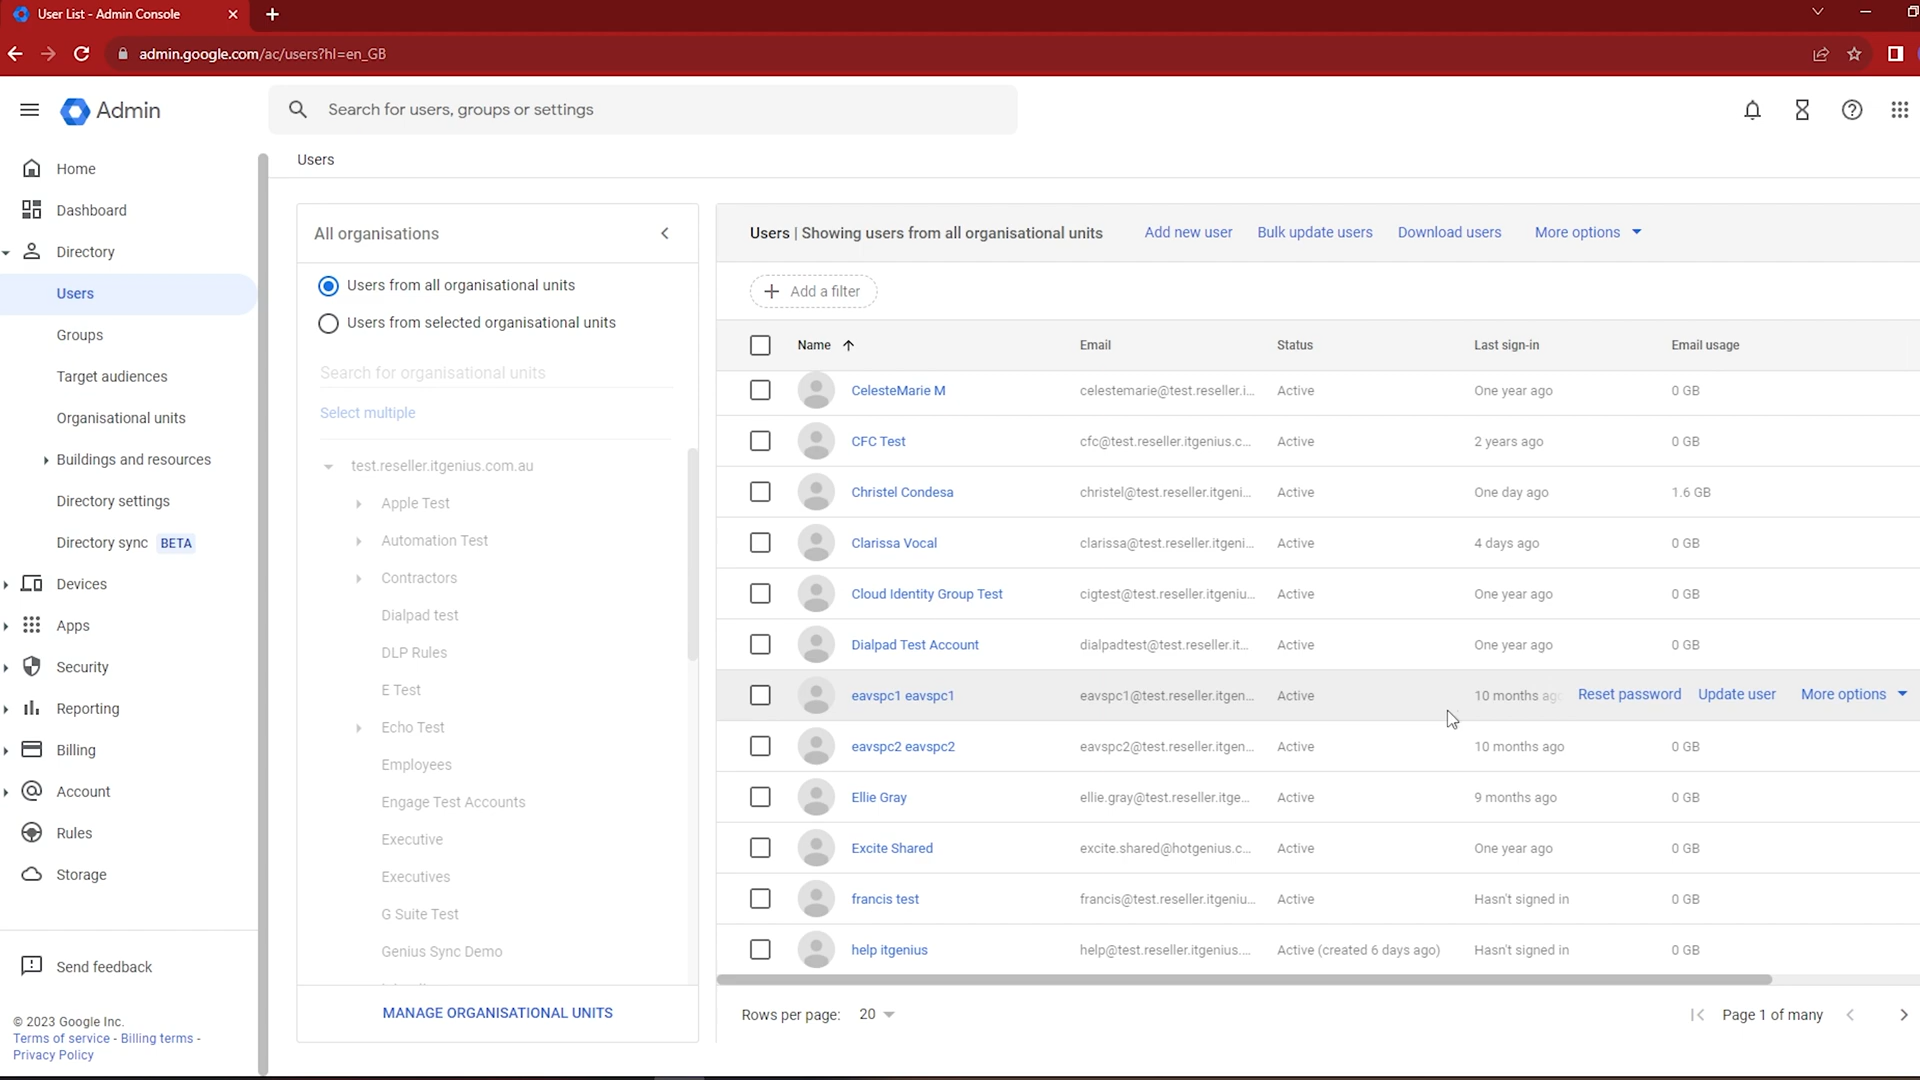 User List - Admin Console
admin.google.com/ac/users?hl=en_GB
Admin
Search for users, groups or settings
Home
Dashboard
Directory
Users
Groups
Target audiences
Organisational units
Buildings and resources
Directory settings
Directory sync BETA
Devices
Apps
Security
Reporting
Billing
Account
Rules
Storage
Send feedback
© 2023 Google Inc.
Terms of service - Billing terms -
Privacy Policy
Users
All organisations
Users from all organisational units
Users from selected organisational units
Search for organisational units
Select multiple
test.reseller.itgenius.com.au
Apple Test
Automation Test
Contractors
Dialpad test
DLP Rules
E Test
Echo Test
Employees
Engage Test Accounts
Executive
Executives
G Suite Test
Genius Sync Demo
MANAGE ORGANISATIONAL UNITS
Users | Showing users from all organisational units Add new user Bulk update users Download users More options
Add a filter
Name Email Status Last sign-in Email usage
CelesteMarie M celestemarie@test.reseller.i... Active One year ago 0 GB
CFC Test cfc@test.reseller.itgenius.c... Active 2 years ago 0 GB
Christel Condesa christel@test.reseller.itgeni... Active One day ago 1.6 GB
Clarissa Vocal clarissa@test.reseller.itgeni... Active 4 days ago 0 GB
Cloud Identity Group Test cigtest@test.reseller.itgeniu... Active One year ago 0 GB
Dialpad Test Account dialpadtest@test.reseller.it... Active One year ago 0 GB
eavspc1 eavspc1 eavspc1@test.reseller.itgen... Active 10 months ago Reset password Update user More options
eavspc2 eavspc2 eavspc2@test.reseller.itgen... Active 10 months ago 0 GB
Ellie Gray ellie.gray@test.reseller.itge... Active 9 months ago 0 GB
Excite Shared excite.shared@hotgenius.c... Active One year ago 0 GB
francis test francis@test.reseller.itgeniu... Active Hasn't signed in 0 GB
help itgenius help@test.reseller.itgenius.... Active (created 6 days ago) Hasn't signed in 0 GB
Rows per page: 20 Page 1 of many